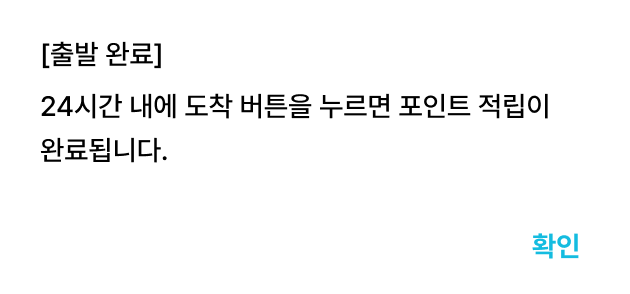 [출발 완료]
24시간 내에 도착 버튼을 누르면 포인트 적립이
완료됩니다.
확인